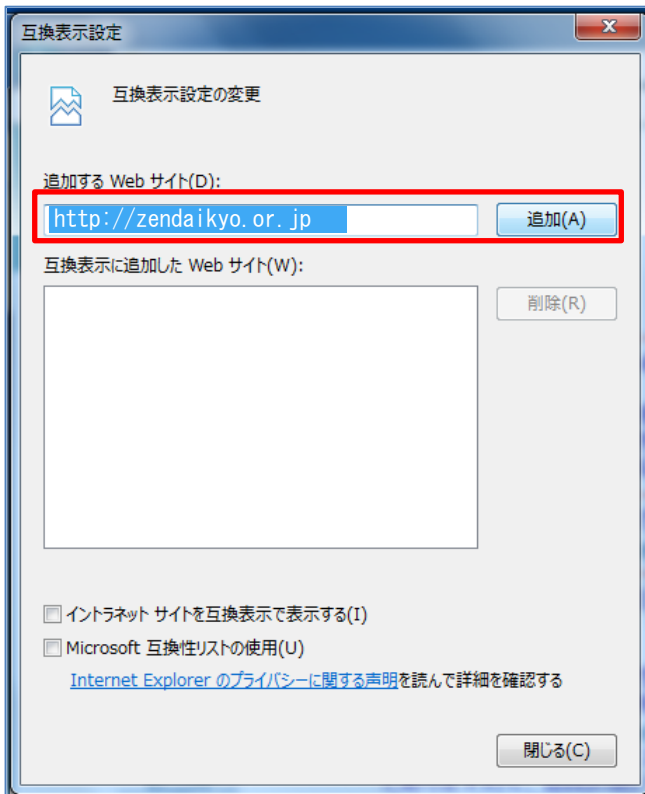 互換表示設定
互換表示設定の変更
追加する Web サイト(D):
http://zendaikyo.or.jp
追加(A)
互換表示に追加した Web サイト(W):
削除(R)
イントラネット サイトを互換表示で表示する(I)
Microsoft 互換性リストの使用(U)
Internet Explorer のプライバシーに関する声明を読んで詳細を確認する
閉じる(C)